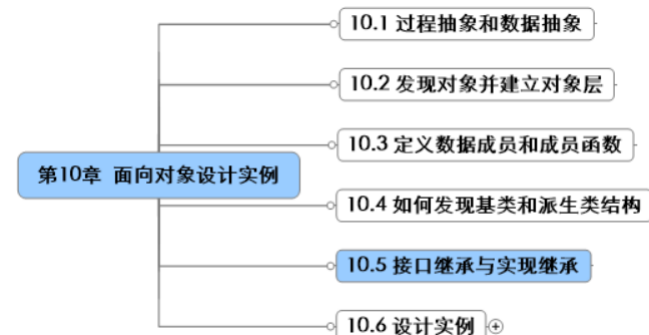 10.1 过程抽象和数据抽象
10.2 发现对象并建立对象层
10.3 定义数据成员和成员函数
第10章 面向对象设计实例
10.4 如何发现基类和派生类结构
10.5 接口继承与实现继承
10.6 设计实例